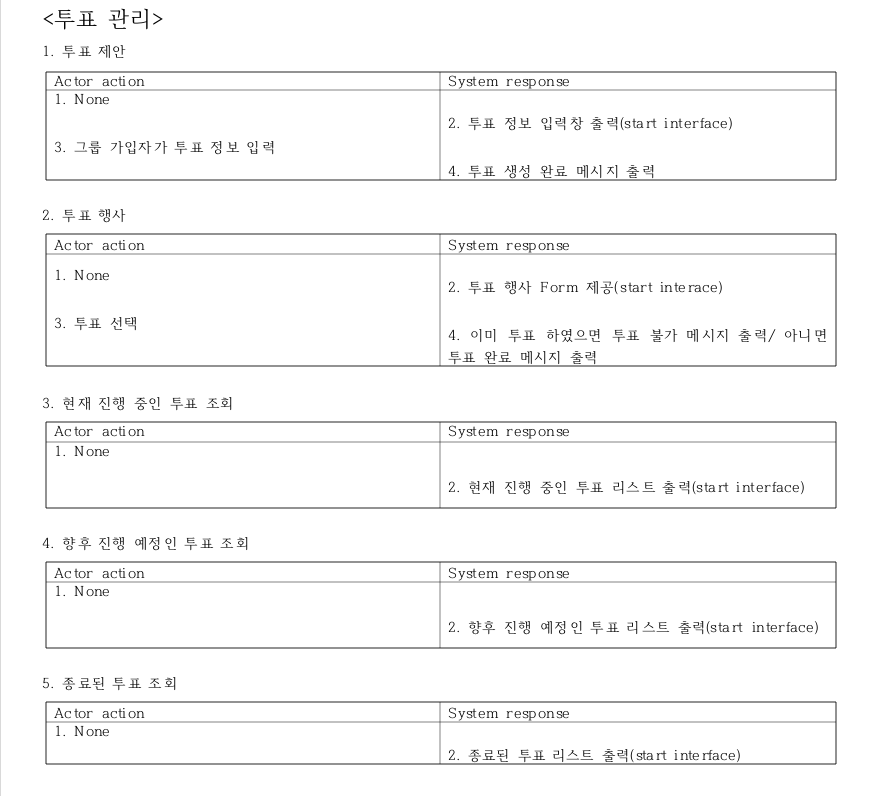 <투표 관리>
1. 투표 제안
Actor action
System response
1. None
2. 투표 정보 입력창 출력(start interface)
3. 그룹 가입자가 투표 정보 입력
4. 투표 생성 완료 메시지 출력
2. 투표 행사
Actor action
System response
1. None
2. 투표 행사 Form 제공(start interace)
3. 투표 선택
4. 이미 투표 하였으면 투표 불가 메시지 출력/ 아니면
투표 완료 메시지 출력
3. 현재 진행 중인 투표 조회
Actor action
System response
1. None
2. 현재 진행 중인 투표 리스트 출력(start interface)
4. 향후 진행 예정인 투표 조회
Actor action
System response
1. None
2. 향후 진행 예정인 투표 리스트 출력(start interface)
5. 종료된 투표 조회
Actor action
System response
1. None
2. 종료된 투표 리스트 출력(start interface)